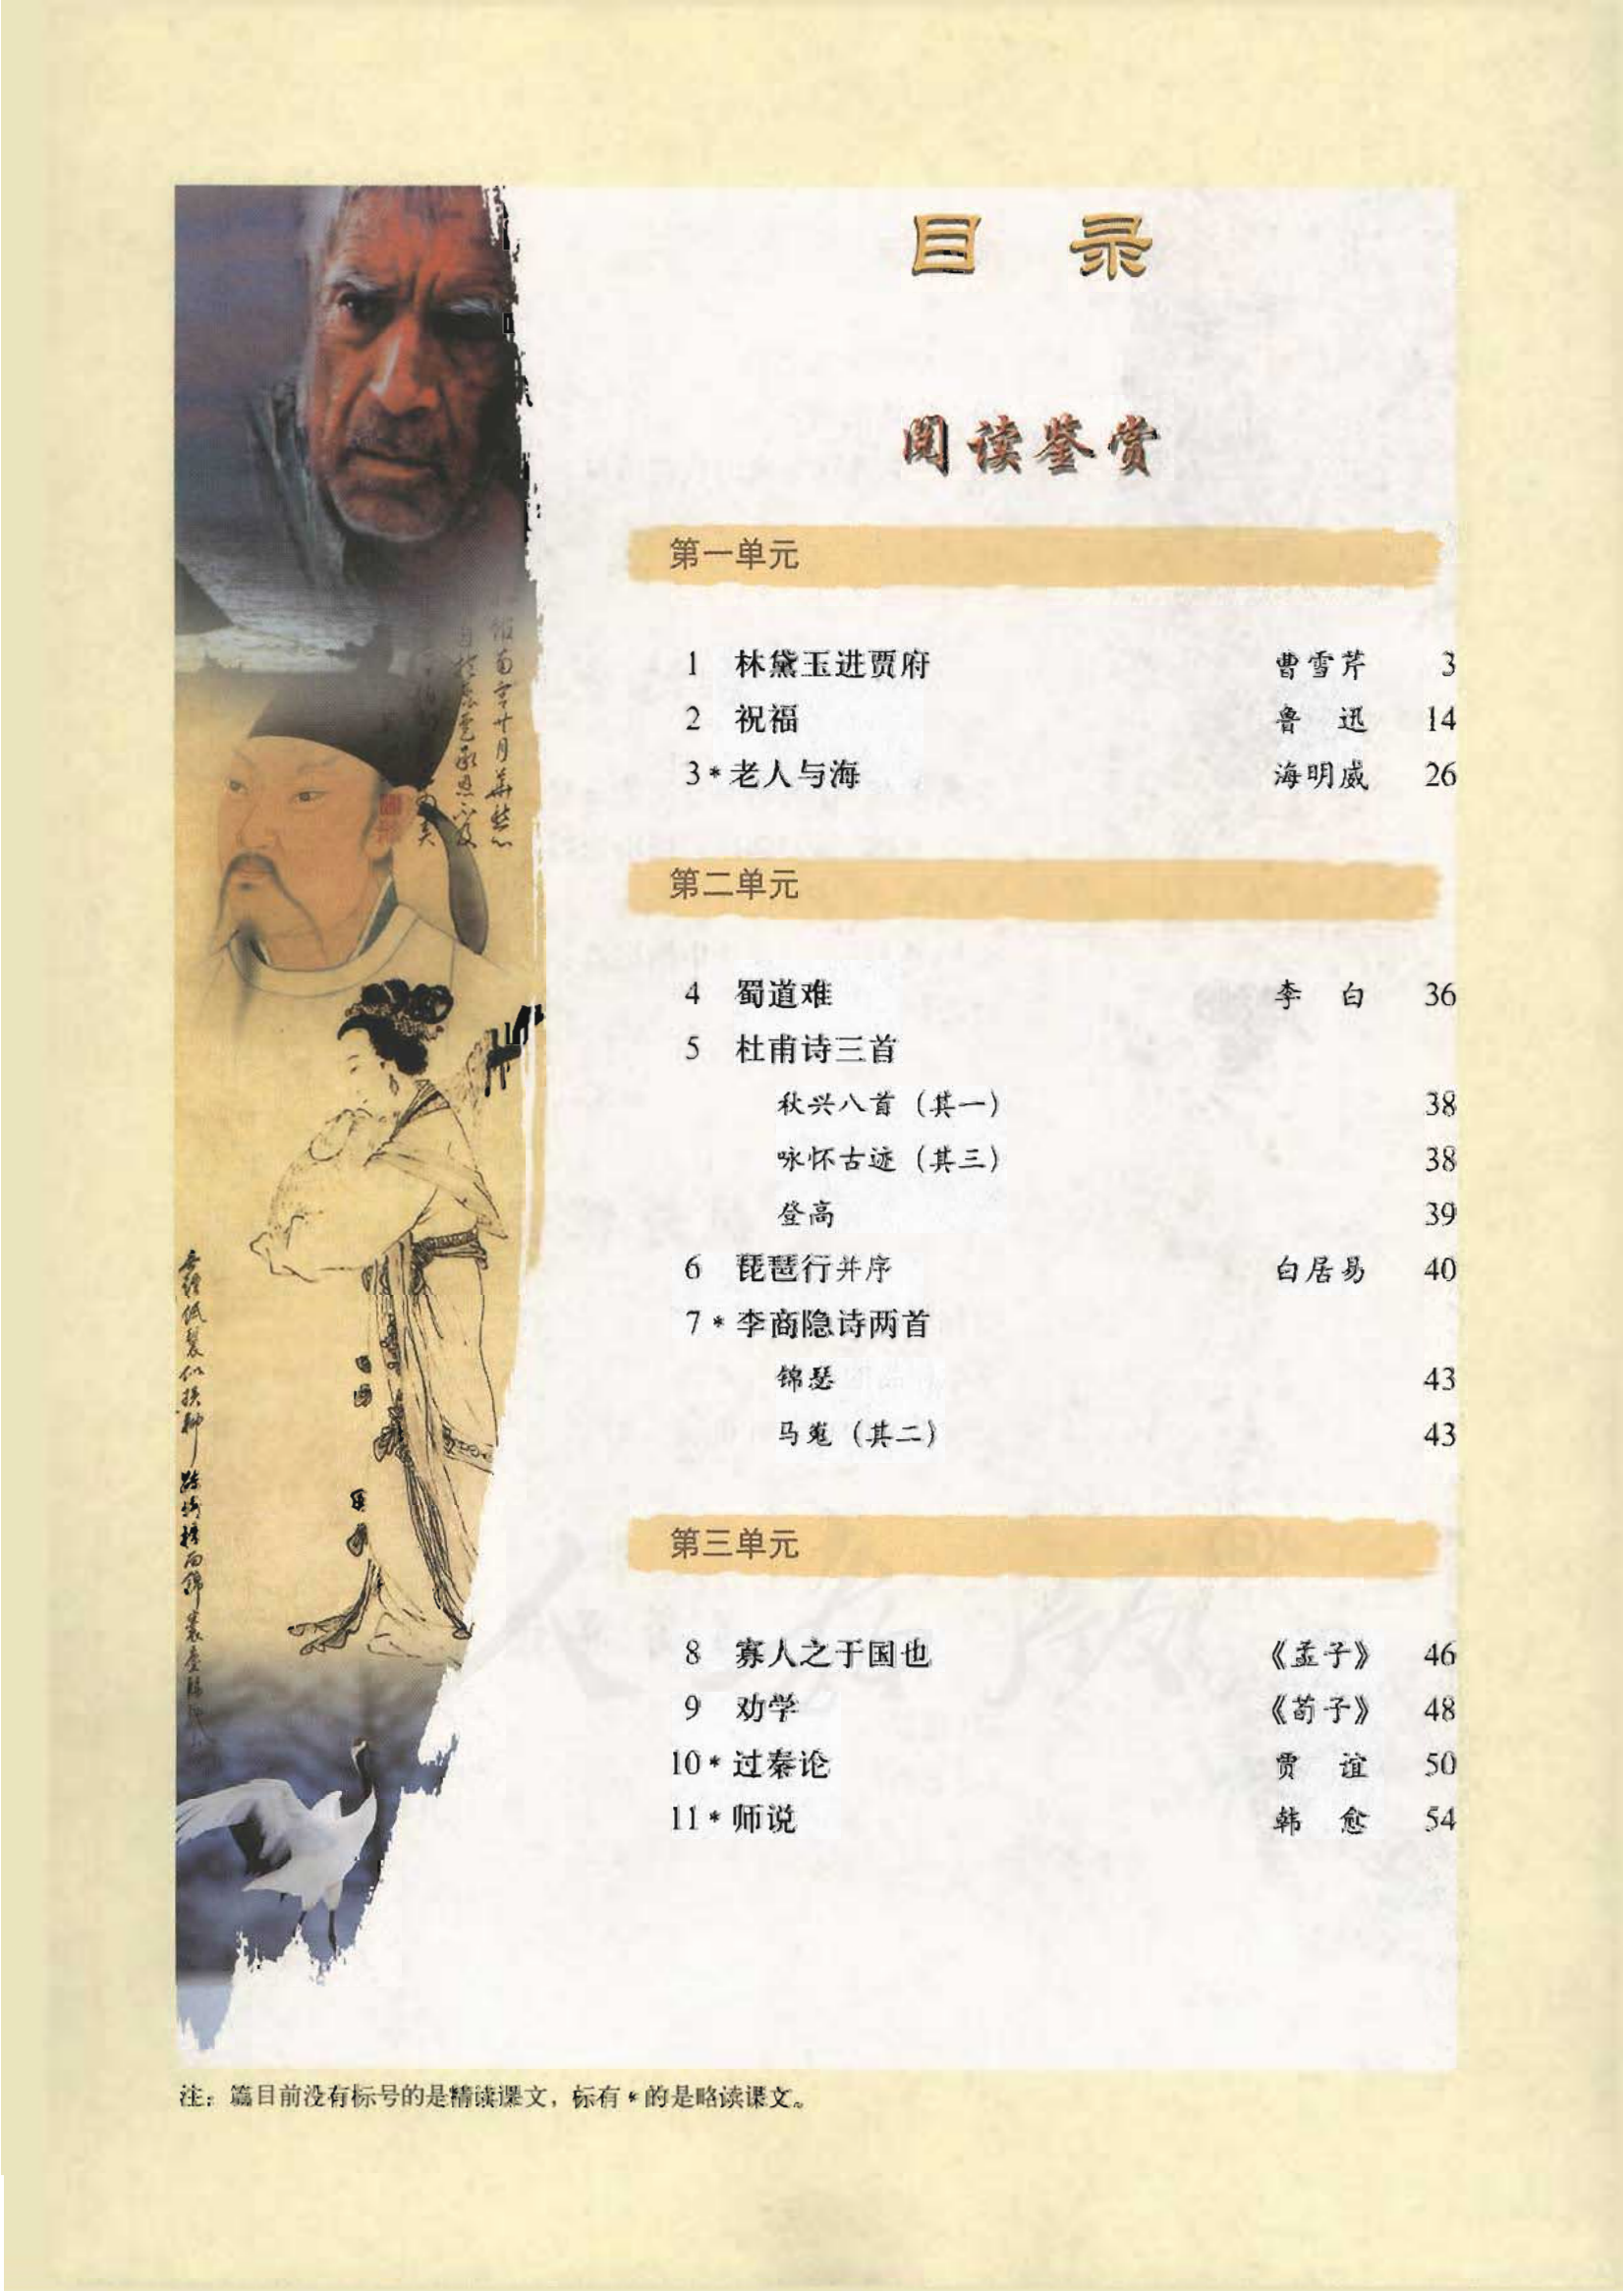 目 录
阅读鉴赏
第一单元
1 林黛玉进贾府 曹雪芹 3
2 祝福 鲁 迅 14
3*老人与海 海明威 26
第二单元
4 蜀道难 李 白 36
5 杜甫诗三首
秋兴八首（其一） 38
咏怀古迹（其三） 38
登高 39
6 琵琶行并序 白居易 40
7*李商隐诗两首
锦瑟 43
马嵬（其二） 43
第三单元
8 寡人之于国也 《孟子》 46
9 劝学 《荀子》 48
10*过秦论 贾 谊 50
11*师说 韩 愈 54
注：篇目前没有标号的是精读课文，标有*的是略读课文。